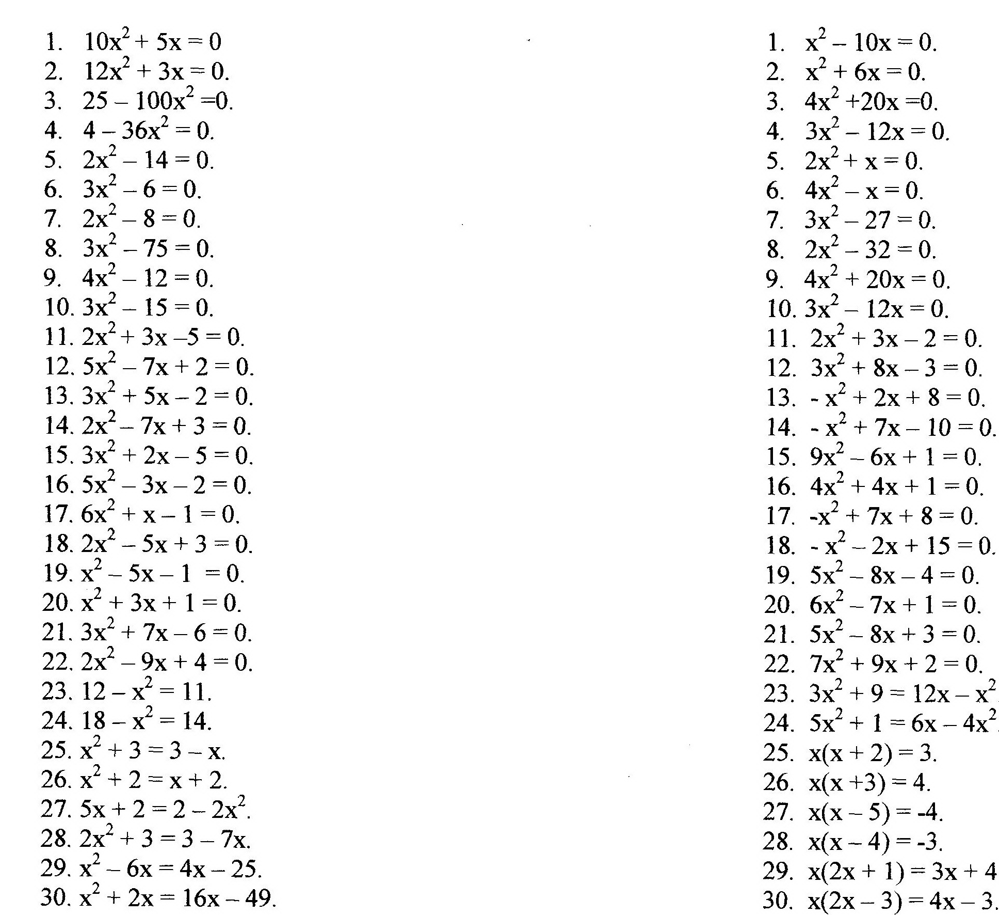 1. 10x² + 5x = 0
2. 12x² + 3x = 0.
3. 25 – 100x² =0.
4. 4 – 36x² = 0.
5. 2x² – 14 = 0.
6. 3x² – 6 = 0.
7. 2x² – 8 = 0.
8. 3x² – 75 = 0.
9. 4x² – 12 = 0.
10. 3x² – 15 = 0.
11. 2x² + 3x –5 = 0.
12. 5x² – 7x + 2 = 0.
13. 3x² + 5x – 2 = 0.
14. 2x² – 7x + 3 = 0.
15. 3x² + 2x – 5 = 0.
16. 5x² – 3x – 2 = 0.
17. 6x² + x – 1 = 0.
18. 2x² – 5x + 3 = 0.
19. x² – 5x – 1 = 0.
20. x² + 3x + 1 = 0.
21. 3x² + 7x – 6 = 0.
22. 2x² – 9x + 4 = 0.
23. 12 – x² = 11.
24. 18 – x² = 14.
25. x² + 3 = 3 – x.
26. x² + 2 = x + 2.
27. 5x + 2 = 2 – 2x².
28. 2x² + 3 = 3 – 7x.
29. x² – 6x = 4x – 25.
30. x² + 2x = 16x – 49.
1. x² – 10x = 0.
2. x² + 6x = 0.
3. 4x² +20x =0.
4. 3x² – 12x = 0.
5. 2x² + x = 0.
6. 4x² – x = 0.
7. 3x² – 27 = 0.
8. 2x² – 32 = 0.
9. 4x² + 20x = 0.
10. 3x² – 12x = 0.
11. 2x² + 3x – 2 = 0.
12. 3x² + 8x – 3 = 0.
13. - x² + 2x + 8 = 0.
14. - x² + 7x – 10 = 0.
15. 9x² – 6x + 1 = 0.
16. 4x² + 4x + 1 = 0.
17. -x² + 7x + 8 = 0.
18. - x² – 2x + 15 = 0.
19. 5x² – 8x – 4 = 0.
20. 6x² – 7x + 1 = 0.
21. 5x² – 8x + 3 = 0.
22. 7x² + 9x + 2 = 0.
23. 3x² + 9 = 12x – x².
24. 5x² + 1 = 6x – 4x².
25. x(x + 2) = 3.
26. x(x +3) = 4.
27. x(x – 5) = -4.
28. x(x – 4) = -3.
29. x(2x + 1) = 3x + 4
30. x(2x – 3) = 4x – 3.